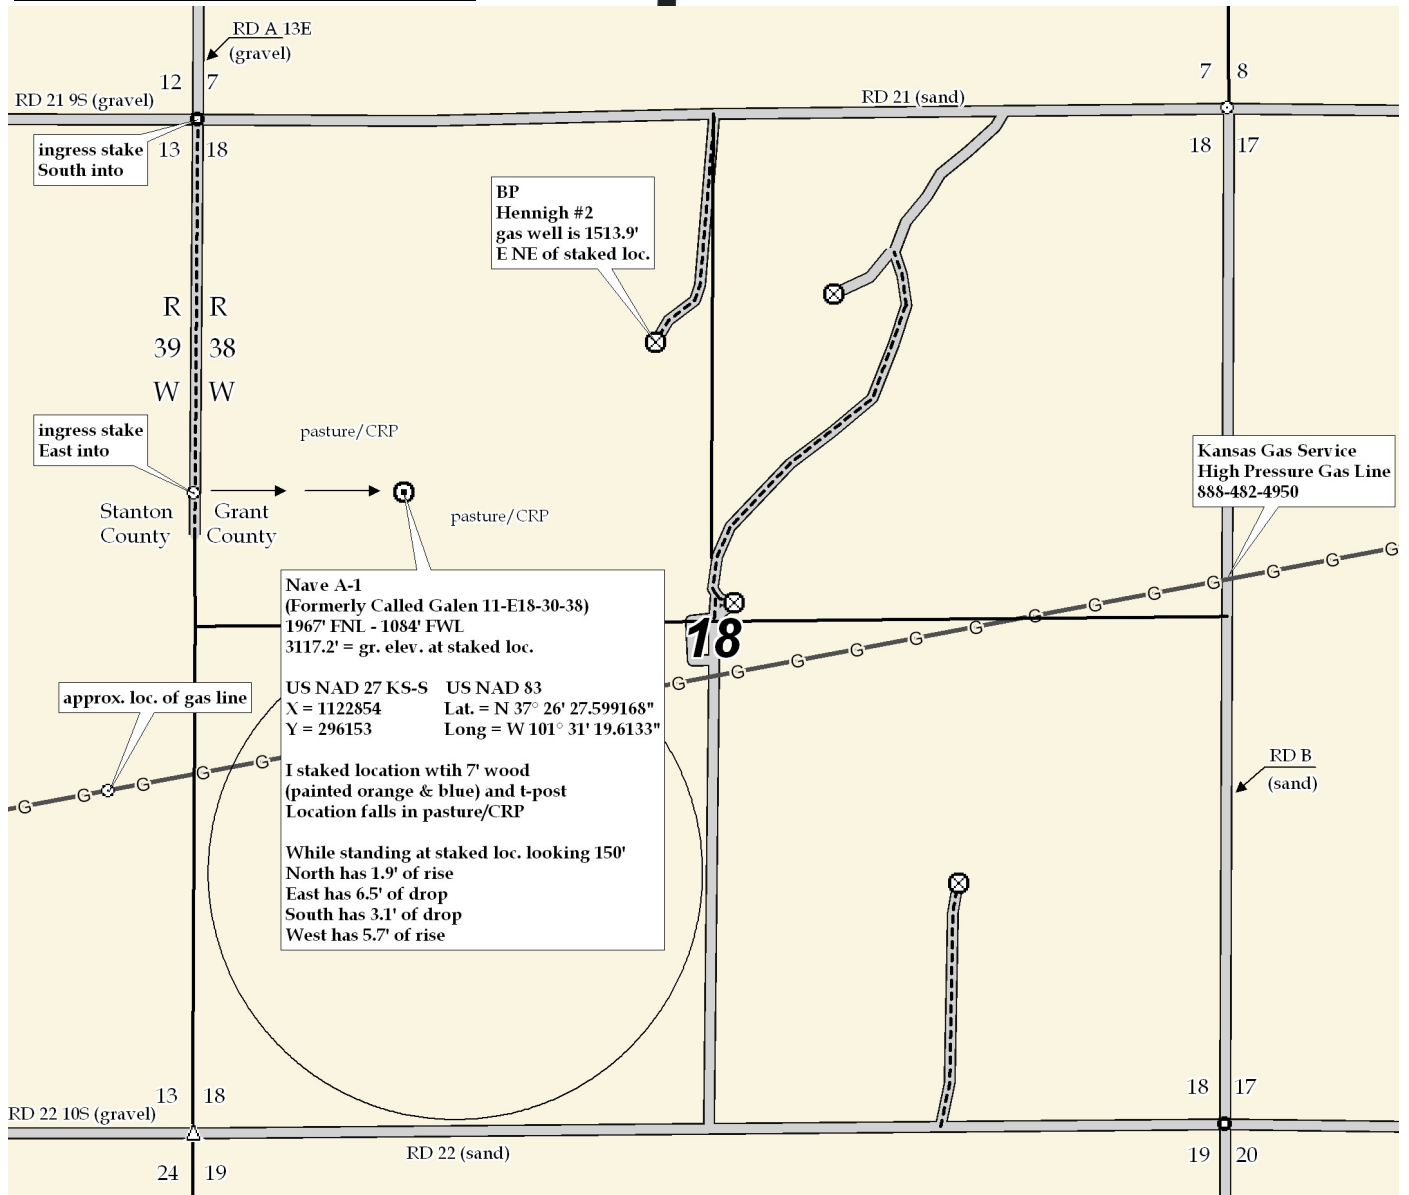 RD A 13E
(gravel)
12 7
7 8
RD 21 9S (gravel)
RD 21 (sand)
ingress stake
South into
13 18
18 17
BP
Hennigh #2
gas well is 1513.9'
E NE of staked loc.
R R
39 38
W W
ingress stake
East into
pasture/CRP
Kansas Gas Service
High Pressure Gas Line
888-482-4950
Stanton
County
Grant
County
pasture/CRP
G
G
G
G
G
G
G
G
G
G
G
G
G
Nave A-1
(Formerly Called Galen 11-E18-30-38)
1967' FNL - 1084' FWL
3117.2' = gr. elev. at staked loc.
US NAD 27 KS-S US NAD 83
X = 1122854 Lat. = N 37° 26' 27.599168"
Y = 296153 Long = W 101° 31' 19.6133"
I staked location wtih 7' wood
(painted orange & blue) and t-post
Location falls in pasture/CRP
While standing at staked loc. looking 150'
North has 1.9' of rise
East has 6.5' of drop
South has 3.1' of drop
West has 5.7' of rise
18
approx. loc. of gas line
G
G
G
G
G
RD B
(sand)
13 18
18 17
RD 22 10S (gravel)
RD 22 (sand)
24 19
19 20